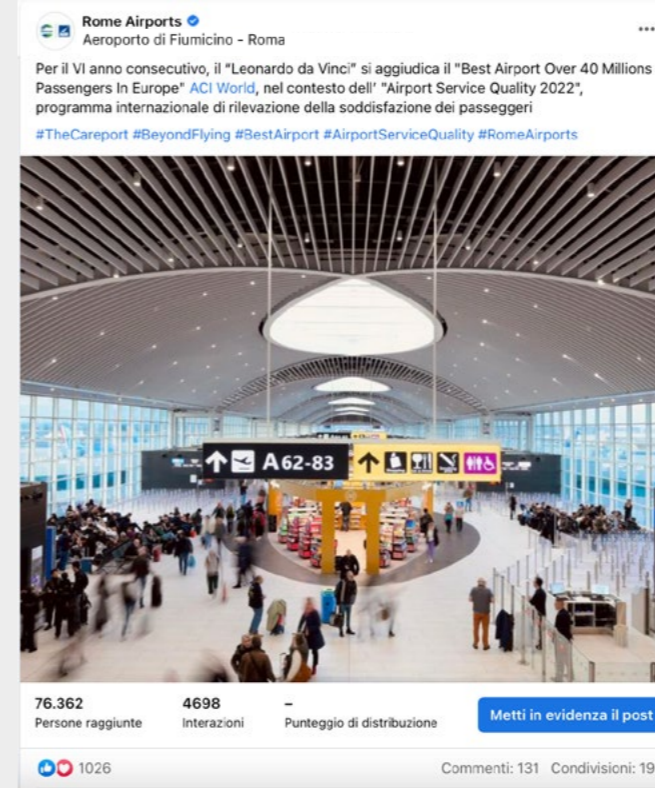 Rome Airports
Aeroporto di Fiumicino - Roma
Per il VI anno consecutivo, il "Leonardo da Vinci" si aggiudica il "Best Airport Over 40 Millions
Passengers In Europe" ACI World, nel contesto dell' "Airport Service Quality 2022",
programma internazionale di rilevazione della soddisfazione dei passeggeri
#TheCareport #BeyondFlying #BestAirport #AirportServiceQuality #RomeAirports
A 62-83
76.362 4698 –
Persone raggiunte Interazioni Punteggio di distribuzione
Metti in evidenza il post
1026 Commenti: 131 Condivisioni: 19